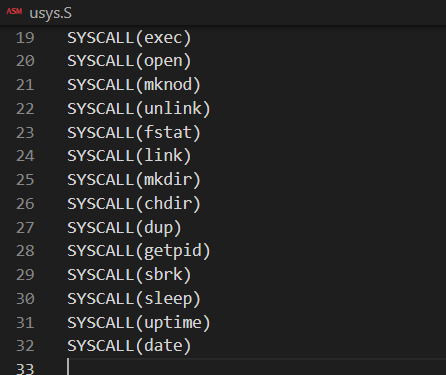 ASM usys.S
19 SYSCALL(exec)
20 SYSCALL(open)
21 SYSCALL(mknod)
22 SYSCALL(unlink)
23 SYSCALL(fstat)
24 SYSCALL(link)
25 SYSCALL(mkdir)
26 SYSCALL(chdir)
27 SYSCALL(dup)
28 SYSCALL(getpid)
29 SYSCALL(sbrk)
30 SYSCALL(sleep)
31 SYSCALL(uptime)
32 SYSCALL(date)
33